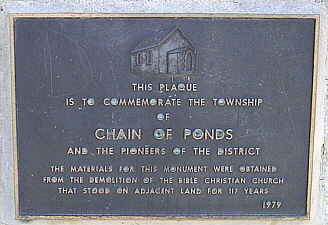 THIS PLAQUE
IS TO COMMEMORATE THE TOWNSHIP
OF
CHAIN OF PONDS
AND THE PIONEERS OF THE DISTRICT
THE MATERIALS FOR THIS MONUMENT WERE OBTAINED
FROM THE DEMOLITION OF THE BIBLE CHRISTIAN CHURCH
THAT STOOD ON ADJACENT LAND FOR 117 YEARS
1979